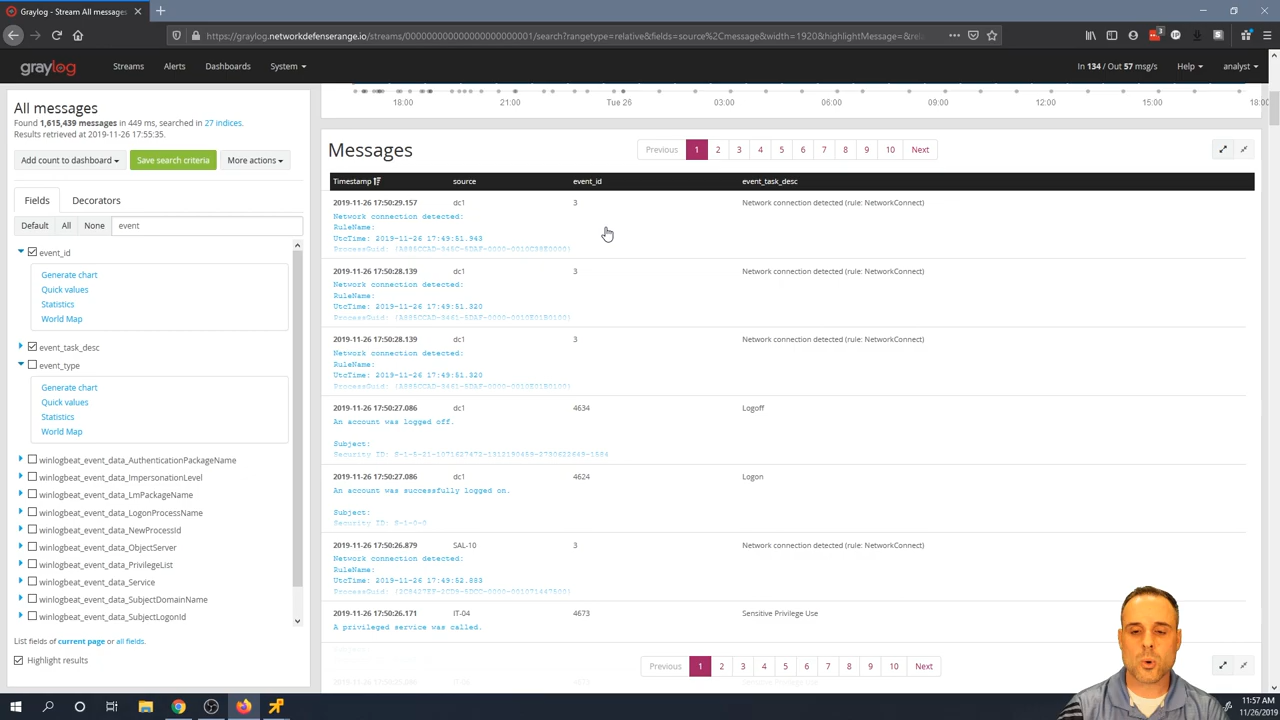 Graylog - Stream All messages
https://graylog.networkdefenserange.io/streams/000000000000000000000001/search?rangetype=relative&fields=source%2Cmessage&width=1920&highlightMessage=&rela
graylog
Streams
Alerts
Dashboards
System
In 134 / Out 57 msg/s
Help
analyst
All messages
Found 1,615,439 messages in 449 ms, searched in 27 indices.
Results retrieved at 2019-11-26 17:55:35.
Add count to dashboard
Save search criteria
More actions
Fields
Decorators
Default
All
None
event
event_id
Generate chart
Quick values
Statistics
World Map
event_task_desc
event_type
Generate chart
Quick values
Statistics
World Map
winlogbeat_event_data_AuthenticationPackageName
winlogbeat_event_data_ImpersonationLevel
winlogbeat_event_data_LmPackageName
winlogbeat_event_data_LogonProcessName
winlogbeat_event_data_NewProcessId
winlogbeat_event_data_ObjectServer
winlogbeat_event_data_PrivilegeList
winlogbeat_event_data_Service
winlogbeat_event_data_SubjectDomainName
winlogbeat_event_data_SubjectLogonId
List fields of current page or all fields.
Highlight results
18:00 21:00 Tue 26 03:00 06:00 09:00 12:00 15:00 18:00
Messages
Previous 1 2 3 4 5 6 7 8 9 10 Next
Timestamp source event_id event_task_desc
2019-11-26 17:50:29.157 dc1 3 Network connection detected (rule: NetworkConnect)
Network connection detected:
RuleName:
UtcTime: 2019-11-26 17:49:51.943
2019-11-26 17:50:28.139 dc1 3 Network connection detected (rule: NetworkConnect)
Network connection detected:
RuleName:
UtcTime: 2019-11-26 17:49:51.320
2019-11-26 17:50:28.139 dc1 3 Network connection detected (rule: NetworkConnect)
Network connection detected:
RuleName:
UtcTime: 2019-11-26 17:49:51.320
2019-11-26 17:50:27.086 dc1 4634 Logoff
An account was logged off.
Subject:
Security ID:
2019-11-26 17:50:27.086 dc1 4624 Logon
An account was successfully logged on.
Subject:
Security ID: S-1-0-0
2019-11-26 17:50:26.879 SAL-10 3 Network connection detected (rule: NetworkConnect)
Network connection detected:
RuleName:
UtcTime: 2019-11-26 17:49:52.883
2019-11-26 17:50:26.171 IT-04 4673 Sensitive Privilege Use
A privileged service was called.
Previous 1 2 3 4 5 6 7 8 9 10 Next
11:57 AM
11/26/2019